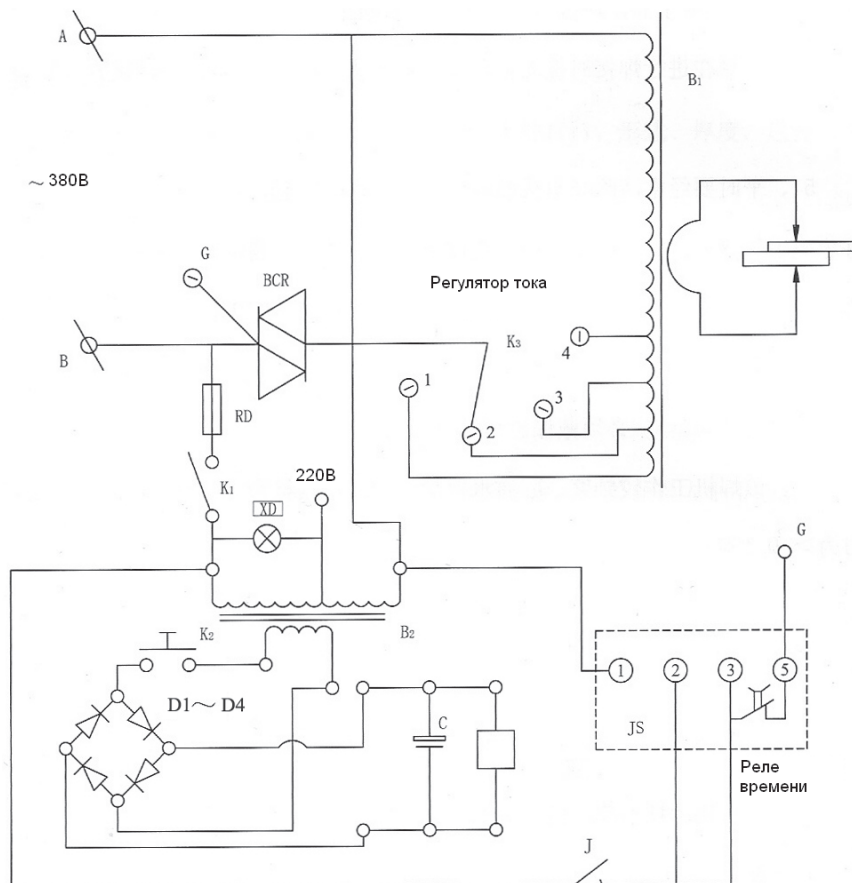 A
B1
~ 380В
G
BCR
Регулятор тока
K3
4
B
1
3
RD
2
K1
220В
XD
G
K2
B2
1
2
3
5
D1~ D4
C
JS
Реле
времени
J